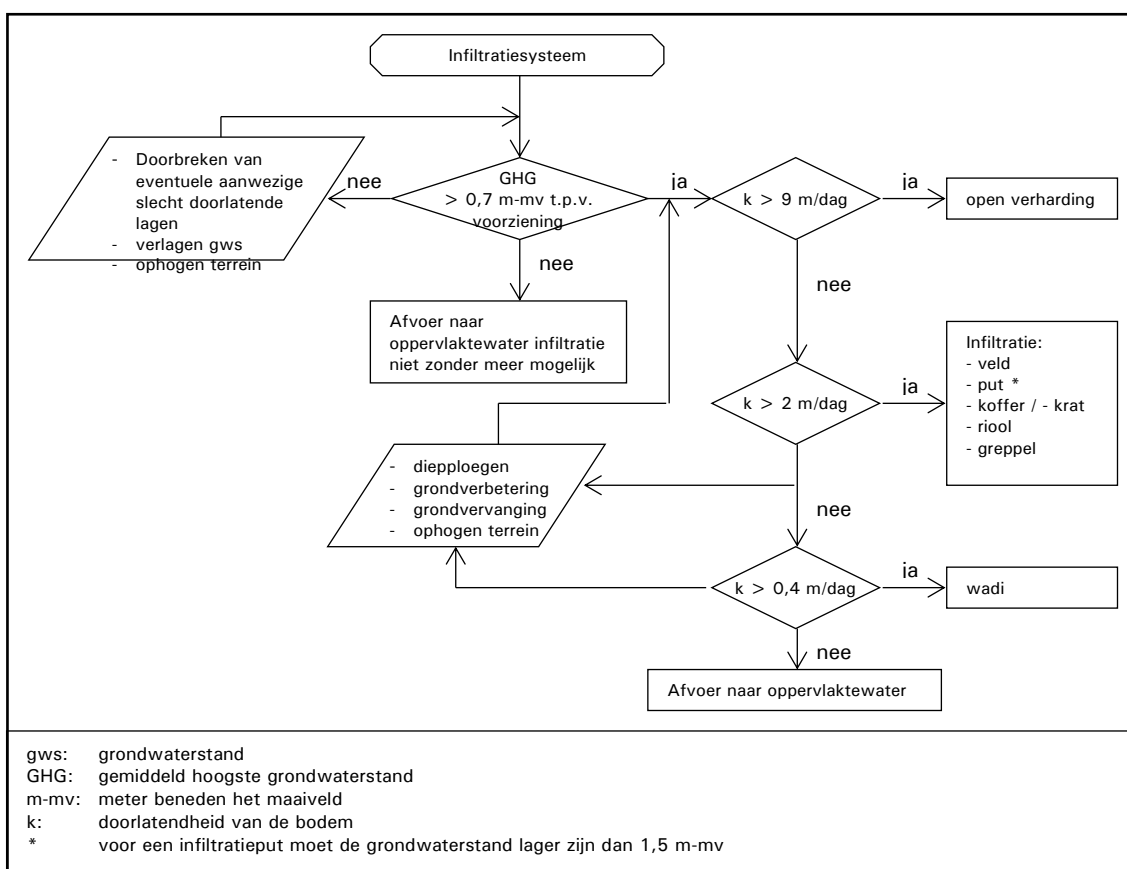 Infiltratiesysteem
- Doorbreken van
eventuele aanwezige
slecht doorlatende
lagen
- verlagen gws
- ophogen terrein
nee
GHG
> 0,7 m-mv t.p.v.
voorziening
ja
k > 9 m/dag
ja
open verharding
nee
nee
Afvoer naar
oppervlaktewater infiltratie
niet zonder meer mogelijk
k > 2 m/dag
ja
Infiltratie:
- veld
- put *
- koffer / - krat
- riool
- greppel
- diepploegen
- grondverbetering
- grondvervanging
- ophogen terrein
nee
k > 0,4 m/dag
ja
wadi
nee
Afvoer naar oppervlaktewater
gws: grondwaterstand
GHG: gemiddeld hoogste grondwaterstand
m-mv: meter beneden het maaiveld
k: doorlatendheid van de bodem
* voor een infiltratieput moet de grondwaterstand lager zijn dan 1,5 m-mv